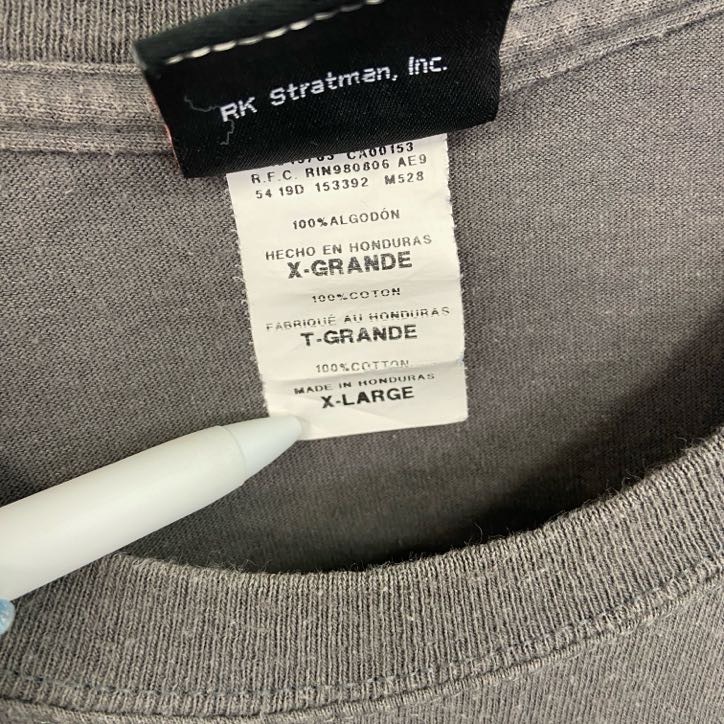 RK Stratman, Inc.
CA00153
R.F.C. RIN980806 AE9
54 19D 153392 M528
100%ALGODÓN
HECHO EN HONDURAS
X-GRANDE
100%COTON
FABRIQUÉ AU HONDURAS
T-GRANDE
100%COTTON
MADE IN HONDURAS
X-LARGE